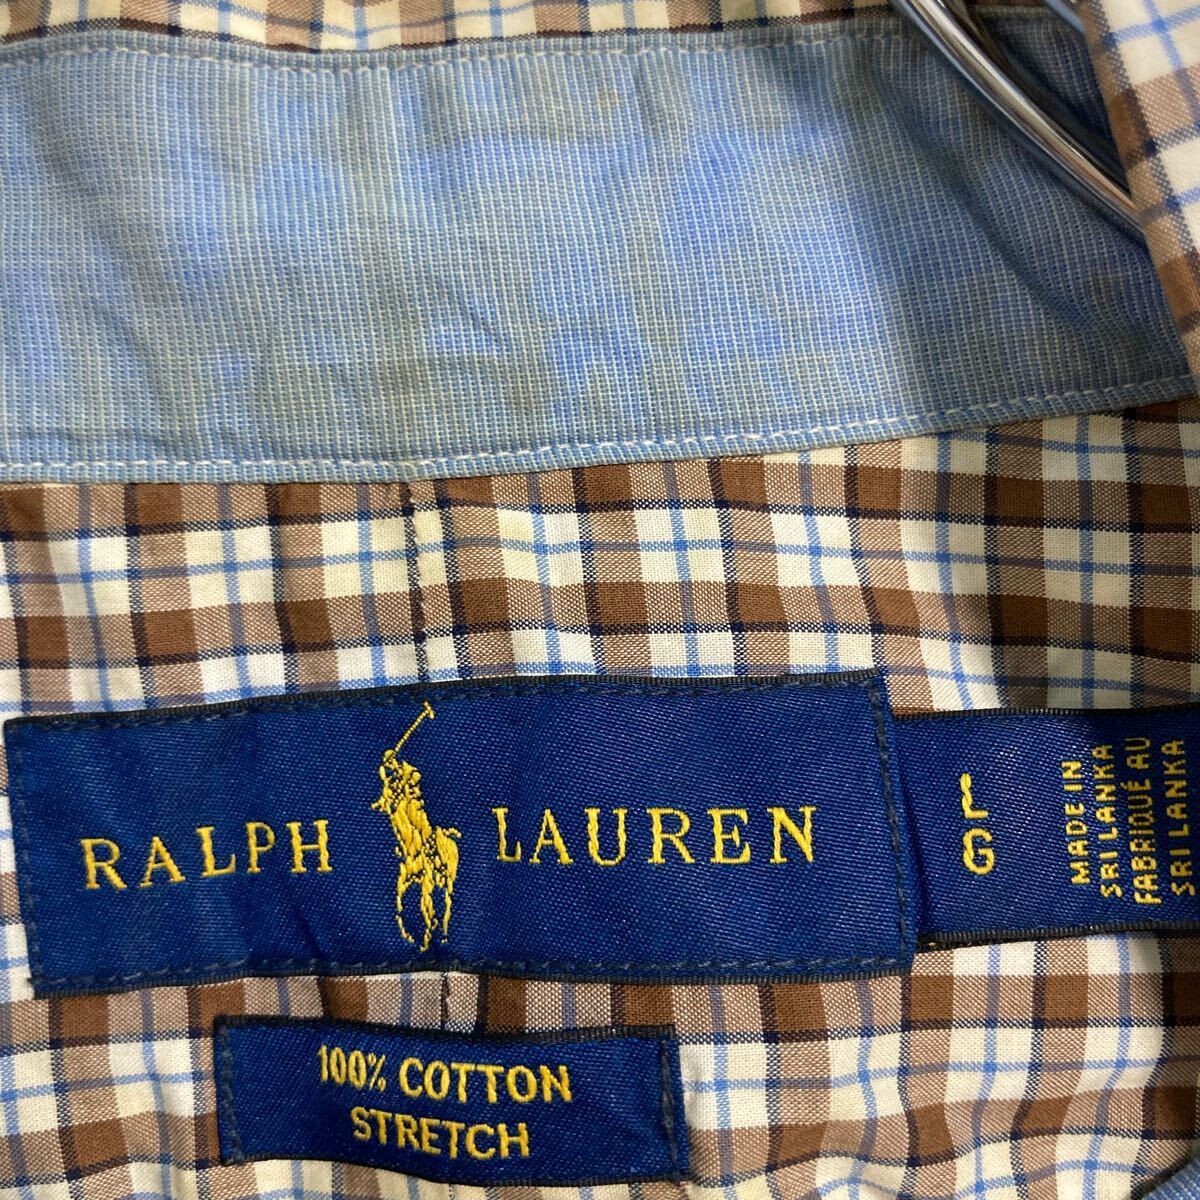 RALPH LAUREN
L
G
MADE IN
SRI LANKA
FABRIQUÉ AU
SRI LANKA
100% COTTON
STRETCH